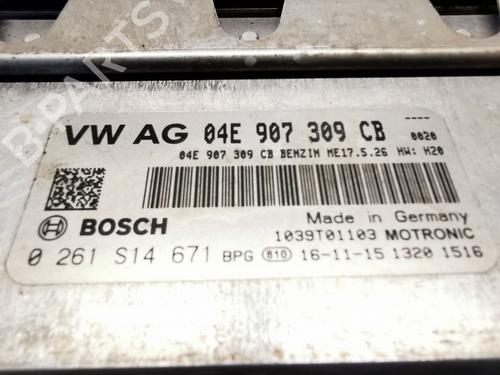 B-PARTS
VW AG 04E 907 309 CB ----
0020
04E 907 309 CB BENZIN ME17.5.26 HW: H20
BOSCH
Made in Germany
1039T01103 MOTRONIC
0 261 S14 671 BPG 810 16-11-15 1320 1516